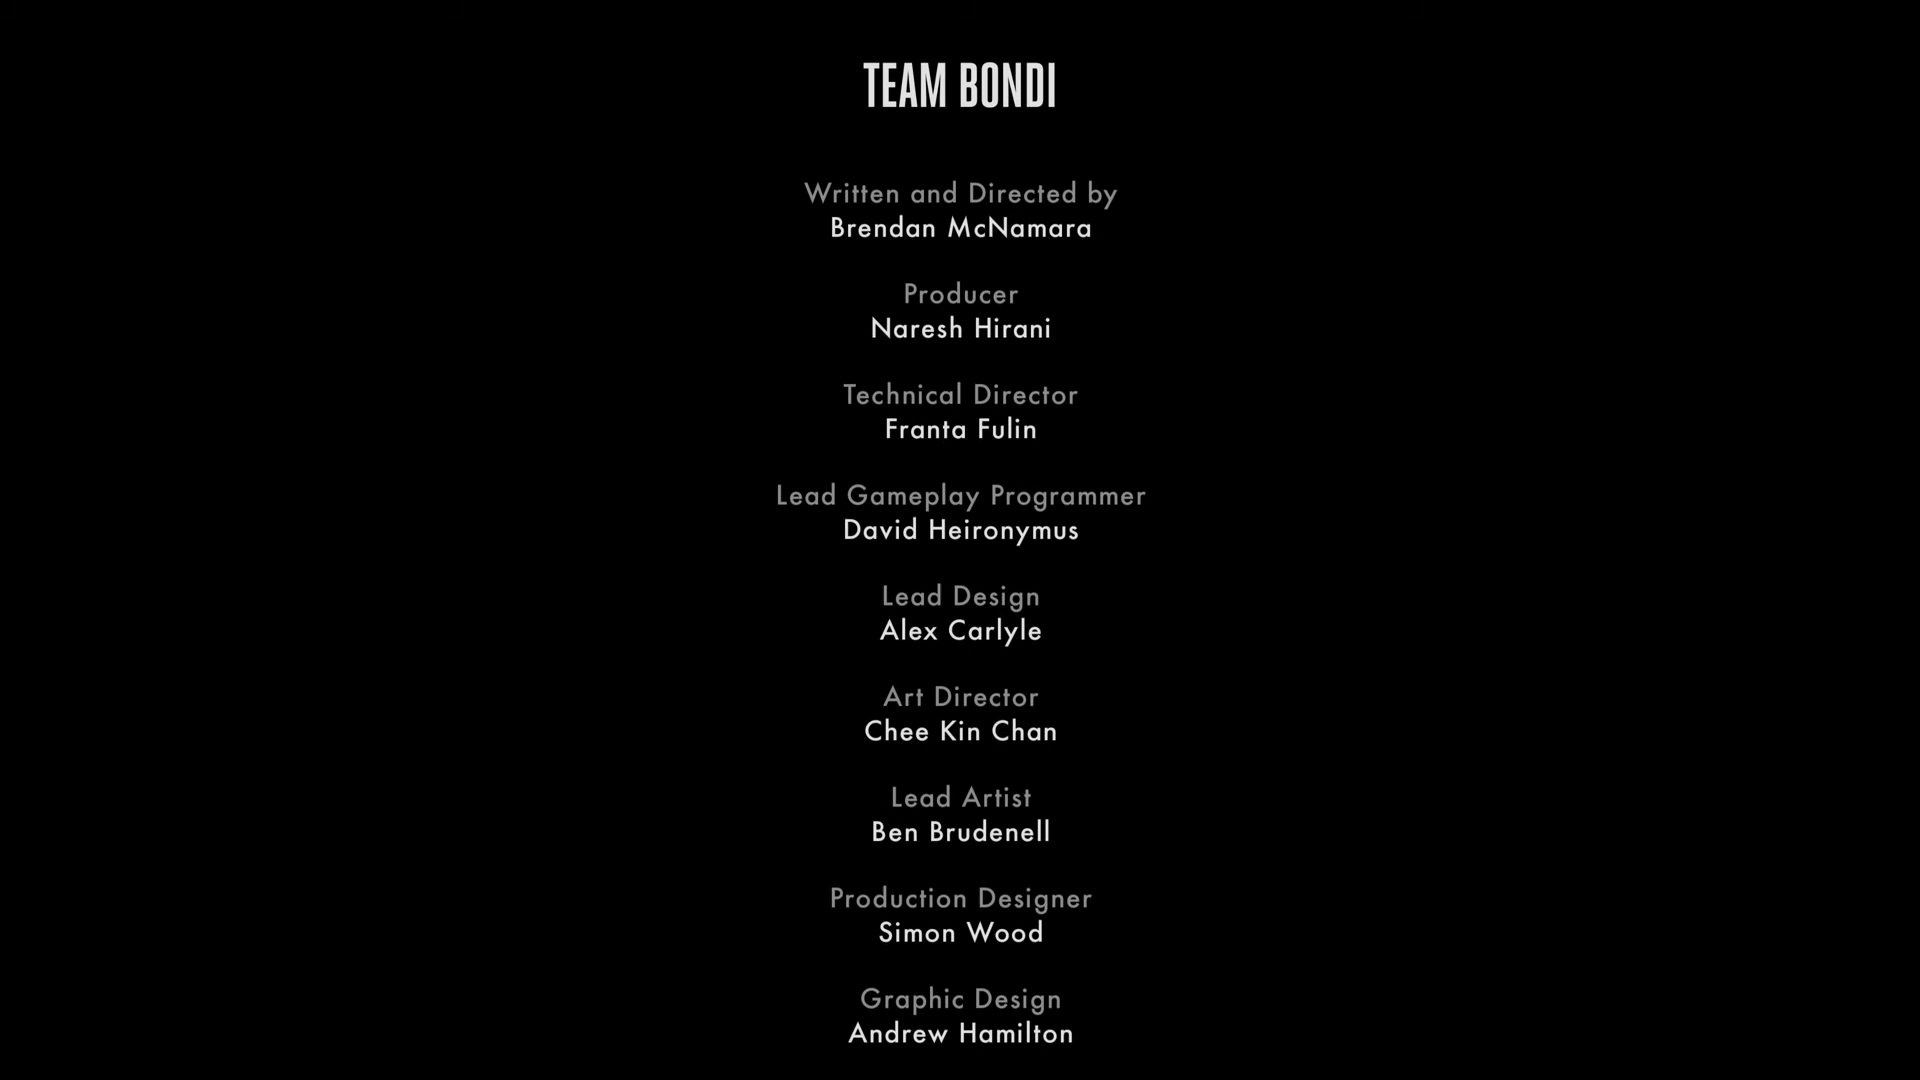 TEAM BONDI
Written and Directed by
Brendan McNamara
Producer
Naresh Hirani
Technical Director
Franta Fulin
Lead Gameplay Programmer
David Heironymus
Lead Design
Alex Carlyle
Art Director
Chee Kin Chan
Lead Artist
Ben Brudenell
Production Designer
Simon Wood
Graphic Design
Andrew Hamilton